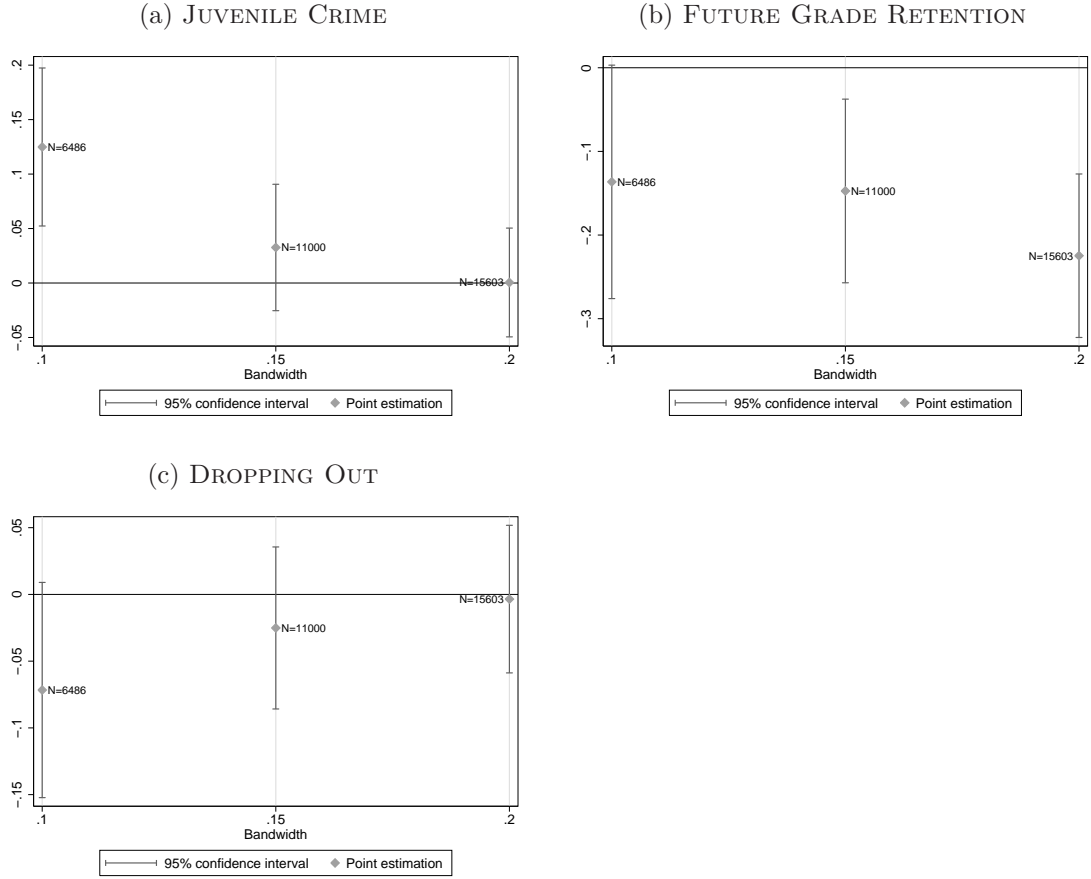 (a) JUVENILE CRIME
.2
.15
.1
.05
0
-.05
N=6486
N=11000
N=15603
.1 .15 .2
Bandwidth
95% confidence interval Point estimation
(b) FUTURE GRADE RETENTION
0
-.1
-.2
-.3
N=6486
N=11000
N=15603
.1 .15 .2
Bandwidth
95% confidence interval Point estimation
(c) DROPPING OUT
.05
0
-.05
-.1
-.15
N=6486
N=11000
N=15603
.1 .15 .2
Bandwidth
95% confidence interval Point estimation